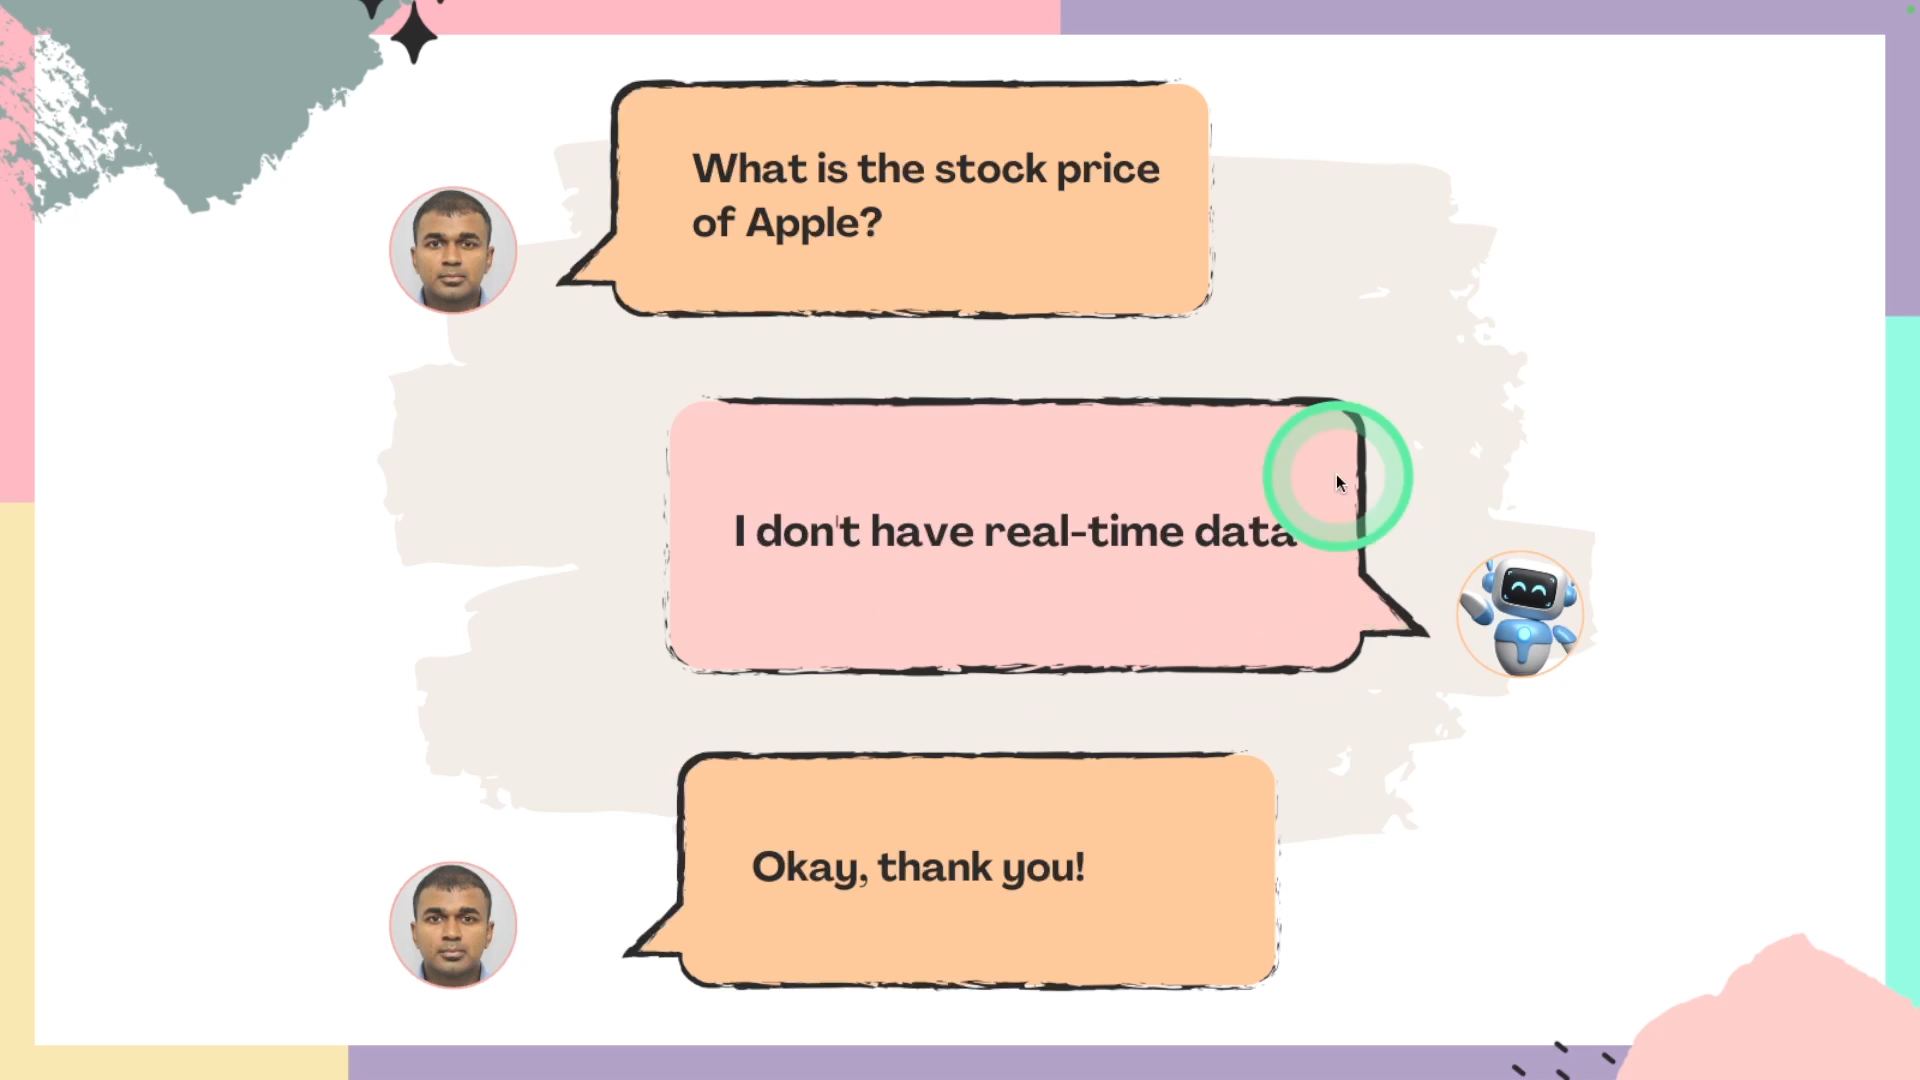 What is the stock price
of Apple?
I don't have real-time data
Okay, thank you!